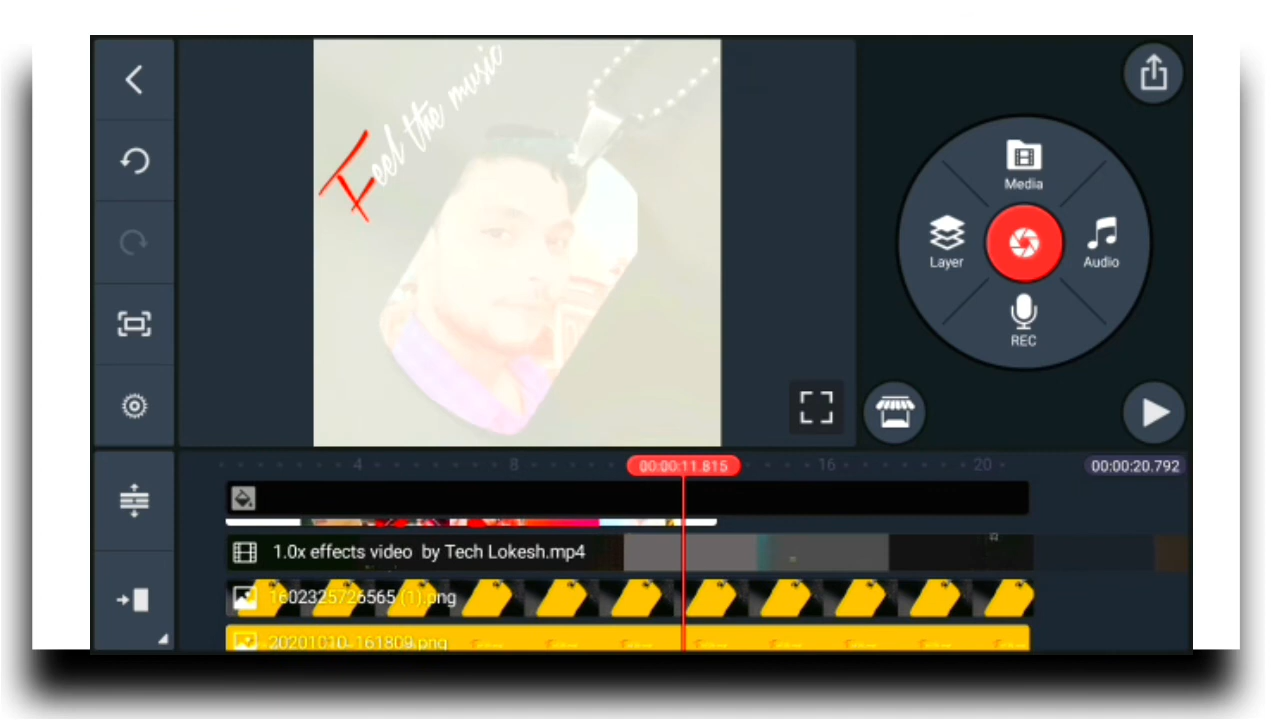 Feel the music
Media
Layer
Audio
REC
4
8
00:00:11.815
16
20
00:00:20.792
1.0x effects video by Tech Lokesh.mp4
1602325726565 (1).png
20201010-161809.png